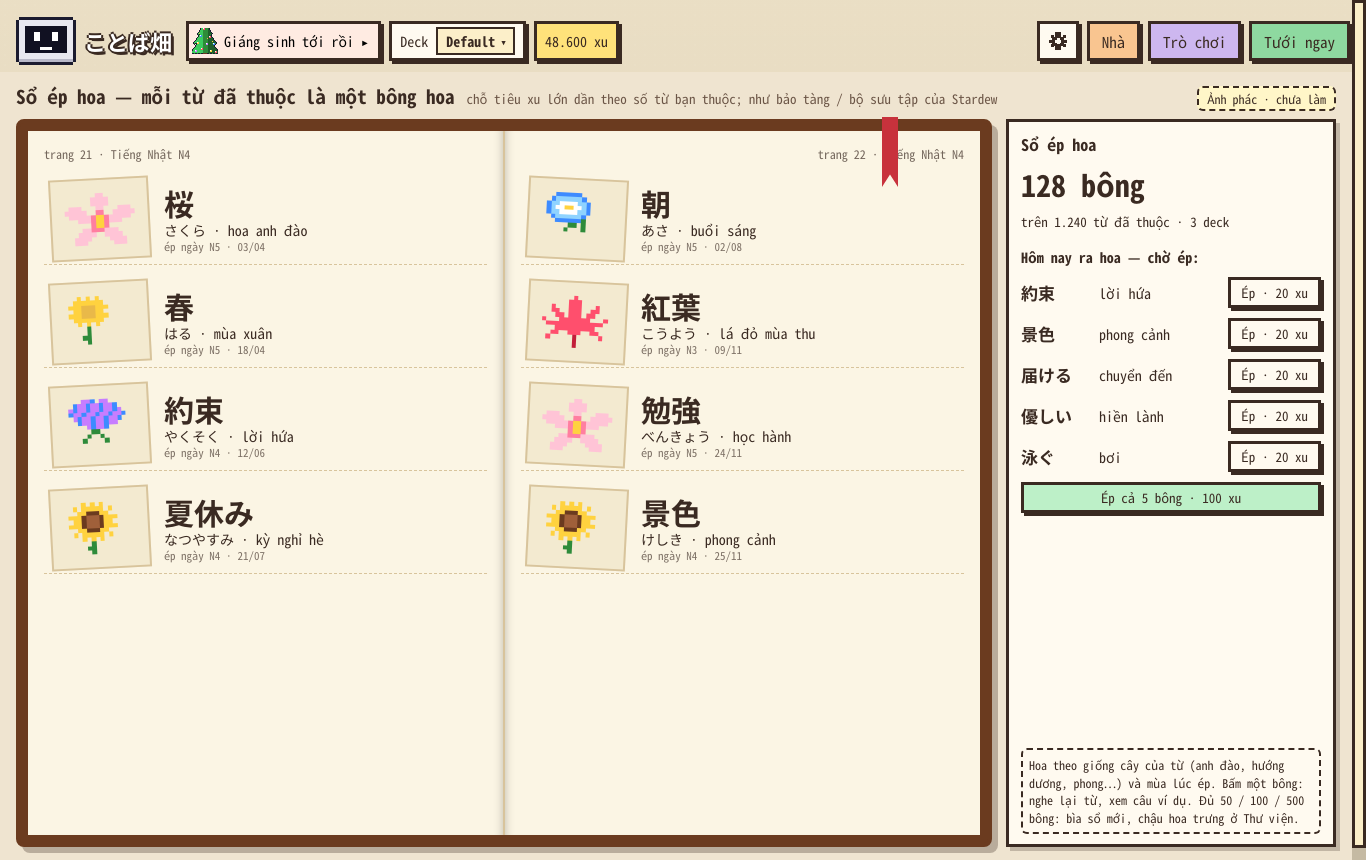 ことば畑
Giáng sinh tới rồi ▸
Deck Default ▾
48.600 xu
Nhà
Trò chơi
Tưới ngay
Sổ ép hoa — mỗi từ đã thuộc là một bông hoa
chỗ tiêu xu lớn dần theo số từ bạn thuộc; như bảo tàng / bộ sưu tập của Stardew
Ảnh phác · chưa làm
trang 21 · Tiếng Nhật N4
桜
さくら · hoa anh đào
ép ngày N5 · 03/04
春
はる · mùa xuân
ép ngày N5 · 18/04
約束
やくそく · lời hứa
ép ngày N4 · 12/06
夏休み
なつやすみ · kỳ nghỉ hè
ép ngày N4 · 21/07
trang 22 · ếng Nhật N4
朝
あさ · buổi sáng
ép ngày N5 · 02/08
紅葉
こうよう · lá đỏ mùa thu
ép ngày N3 · 09/11
勉強
べんきょう · học hành
ép ngày N5 · 24/11
景色
けしき · phong cảnh
ép ngày N4 · 25/11
Sổ ép hoa
128 bông
trên 1.240 từ đã thuộc · 3 deck
Hôm nay ra hoa — chờ ép:
約束 lời hứa Ép · 20 xu
景色 phong cảnh Ép · 20 xu
届ける chuyển đến Ép · 20 xu
優しい hiền lành Ép · 20 xu
泳ぐ bơi Ép · 20 xu
Ép cả 5 bông · 100 xu
Hoa theo giống cây của từ (anh đào, hướng
dương, phong...) và mùa lúc ép. Bấm một bông:
nghe lại từ, xem câu ví dụ. Đủ 50 / 100 / 500
bông: bìa sổ mới, chậu hoa trưng ở Thư viện.